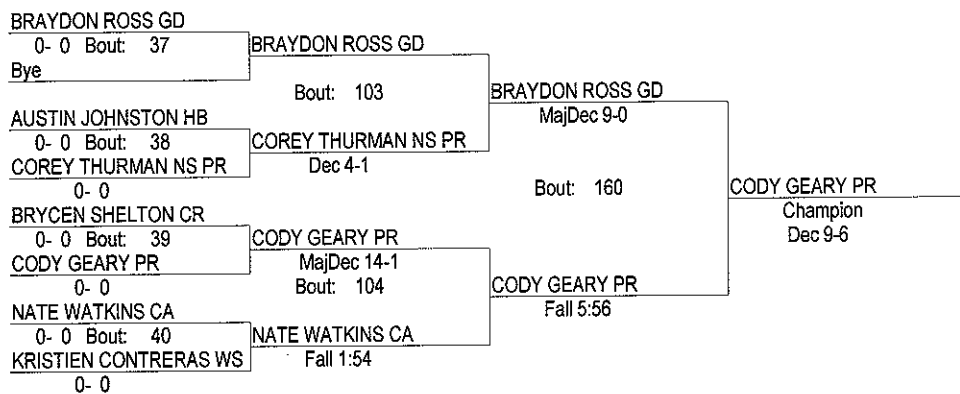 BRAYDON ROSS GD
0- 0 Bout: 37
Bye
AUSTIN JOHNSTON HB
0- 0 Bout: 38
COREY THURMAN NS PR
0- 0
BRYCEN SHELTON CR
0- 0 Bout: 39
CODY GEARY PR
0- 0
NATE WATKINS CA
0- 0 Bout: 40
KRISTIEN CONTRERAS WS
0- 0
BRAYDON ROSS GD
Bout: 103
COREY THURMAN NS PR
Dec 4-1
CODY GEARY PR
MajDec 14-1
Bout: 104
NATE WATKINS CA
Fall 1:54
BRAYDON ROSS GD
MajDec 9-0
Bout: 160
CODY GEARY PR
Fall 5:56
CODY GEARY PR
Champion
Dec 9-6